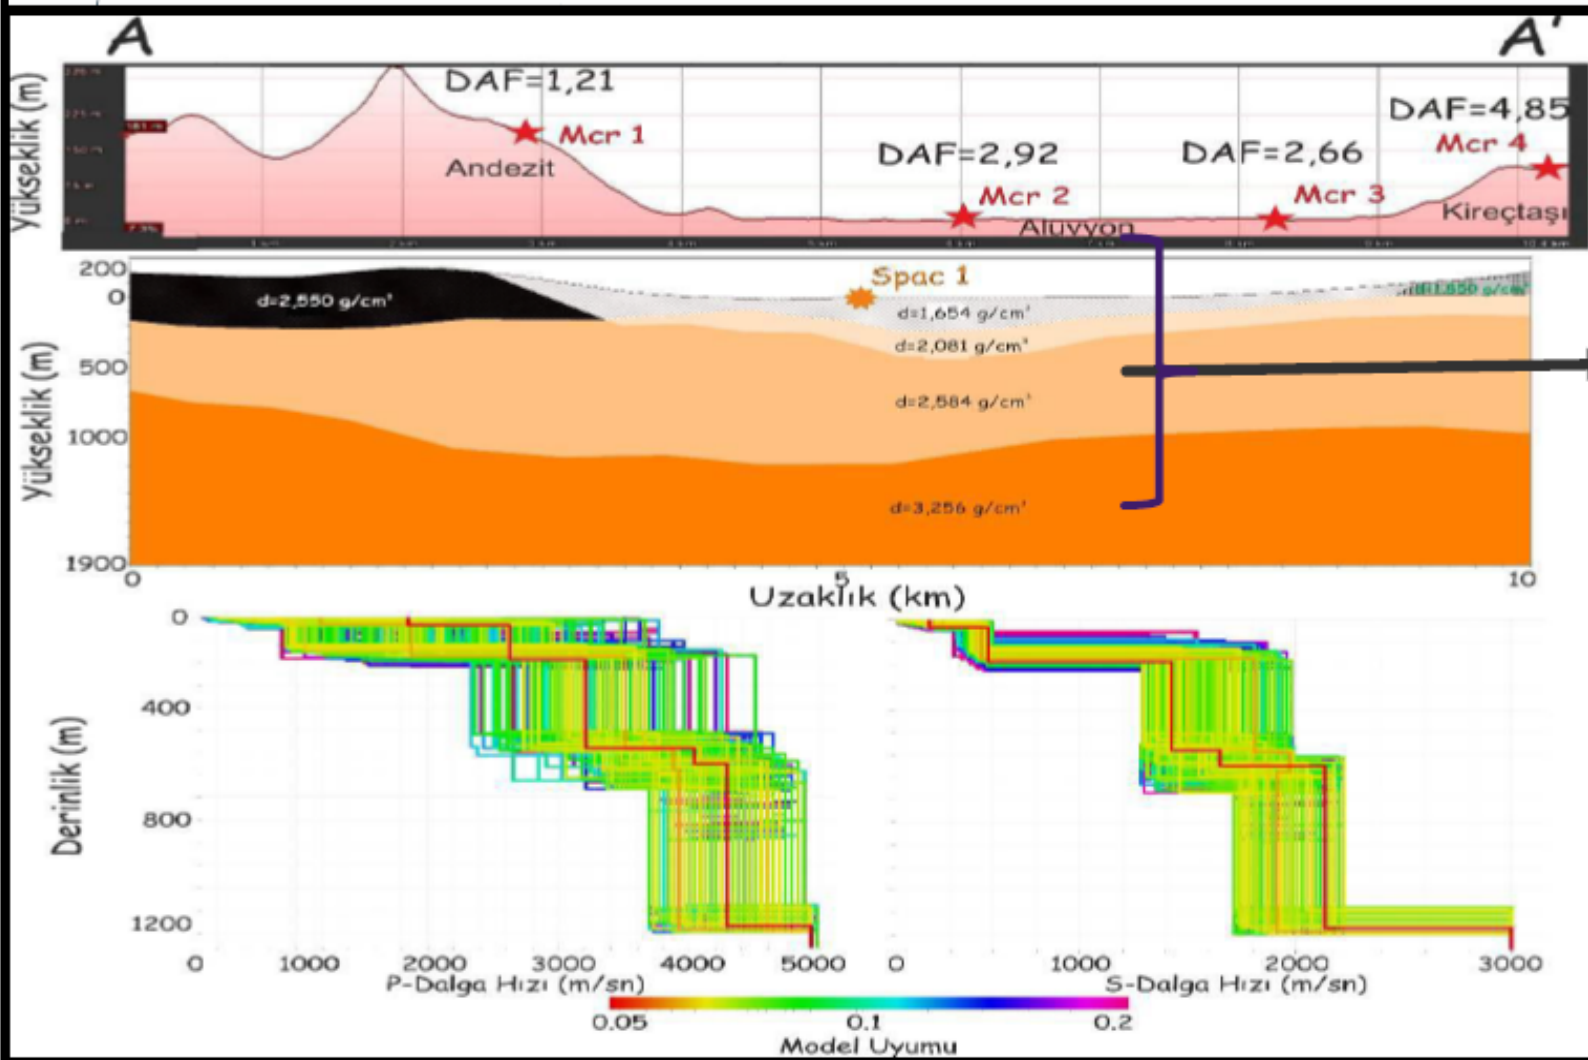 A A'
Yükseklik (m)
DAF=1,21
DAF=4,85
Mcr 1
Mcr 4
Andezit
DAF=2,92
DAF=2,66
Mcr 2
Mcr 3
Kireçtaşı
Aluvyon
Yükseklik (m)
200
0
500
1000
1900
Spac 1
d=2,550 g/cm³
d=1,654 g/cm³
d=2,081 g/cm³
d=2,584 g/cm³
d=3,256 g/cm³
0 5 10
Uzaklık (km)
Derinlik (m)
0
400
800
1200
0 1000 2000 3000 4000 5000
P-Dalga Hızı (m/sn)
0 1000 2000 3000
S-Dalga Hızı (m/sn)
0.05 0.1 0.2
Model Uyumu